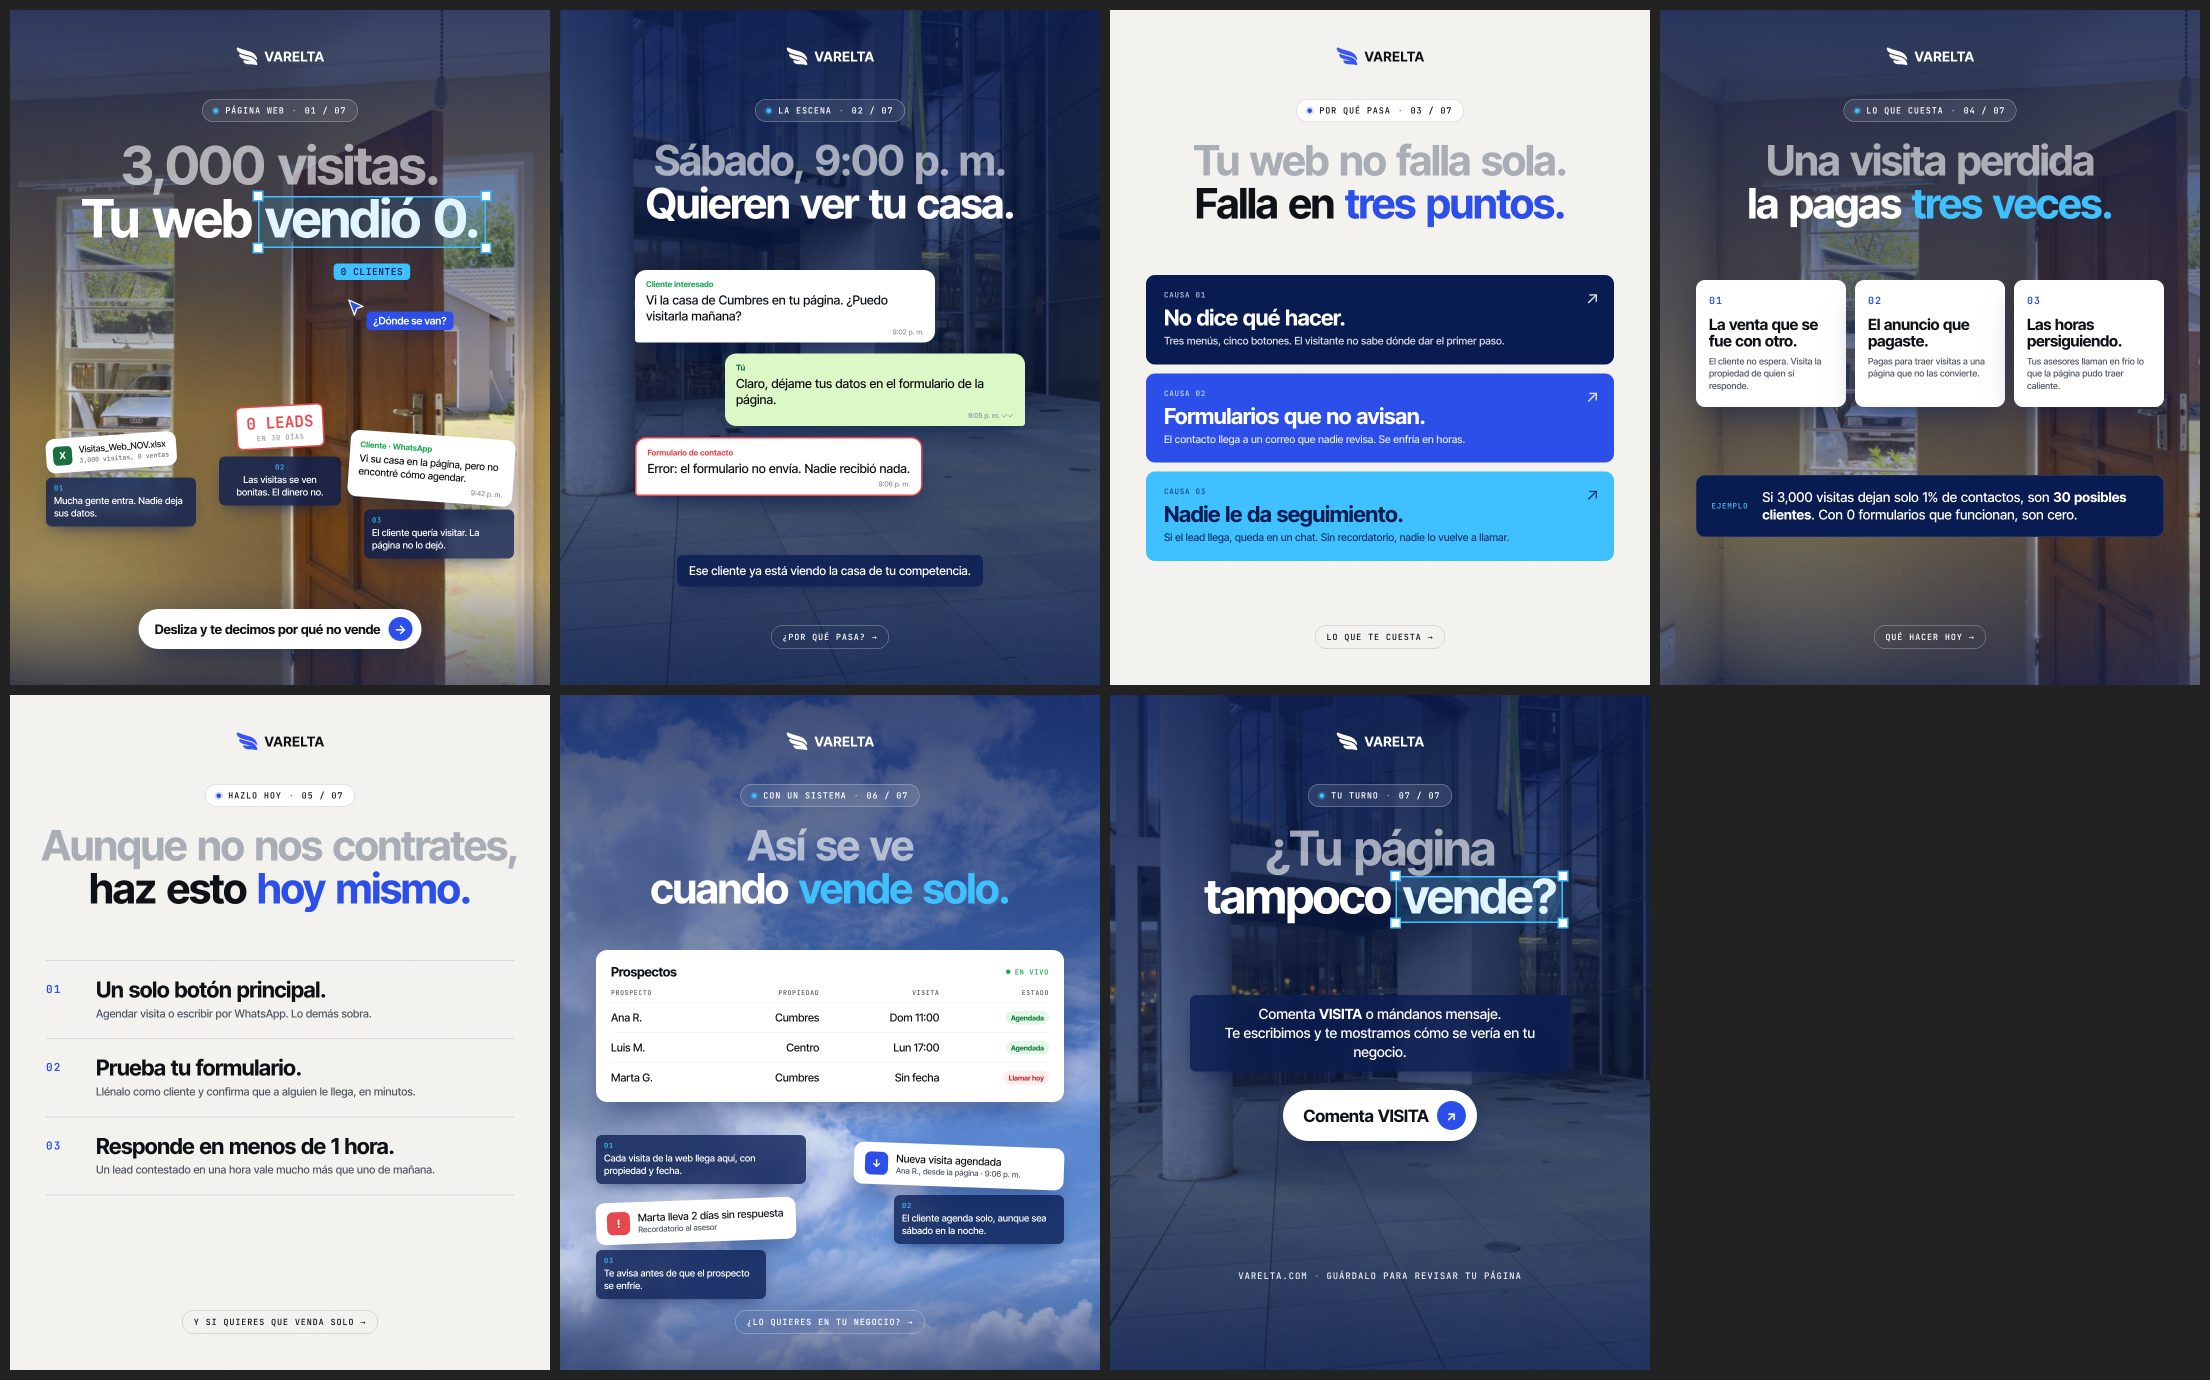 VARELTA
PÁGINA WEB · 01 / 07
3,000 visitas.
Tu web vendió 0.
0 CLIENTES
¿Dónde se van?
0 LEADS
EN 30 DÍAS
X
Visitas_Web_NOV.xlsx
3,000 visitas, 0 ventas
01
Mucha gente entra. Nadie deja
sus datos.
02
Las visitas se ven
bonitas. El dinero no.
Cliente · WhatsApp
Vi su casa en la página, pero no
encontré cómo agendar.
9:42 p. m.
03
El cliente quería visitar. La
página no lo dejó.
Desliza y te decimos por qué no vende →
VARELTA
LA ESCENA · 02 / 07
Sábado, 9:00 p. m.
Quieren ver tu casa.
Cliente interesado
Vi la casa de Cumbres en tu página. ¿Puedo
visitarla mañana?
9:02 p. m.
Tú
Claro, déjame tus datos en el formulario de la
página.
9:05 p. m. ✓✓
Formulario de contacto
Error: el formulario no envía. Nadie recibió nada.
9:06 p. m.
Ese cliente ya está viendo la casa de tu competencia.
¿POR QUÉ PASA? →
VARELTA
POR QUÉ PASA · 03 / 07
Tu web no falla sola.
Falla en tres puntos.
CAUSA 01
No dice qué hacer.
Tres menús, cinco botones. El visitante no sabe dónde dar el primer paso.
CAUSA 02
Formularios que no avisan.
El contacto llega a un correo que nadie revisa. Se enfría en horas.
CAUSA 03
Nadie le da seguimiento.
Si el lead llega, queda en un chat. Sin recordatorio, nadie lo vuelve a llamar.
LO QUE TE CUESTA →
VARELTA
LO QUE CUESTA · 04 / 07
Una visita perdida
la pagas tres veces.
01
La venta que se
fue con otro.
El cliente no espera. Visita la
propiedad de quien sí
responde.
02
El anuncio que
pagaste.
Pagas para traer visitas a una
página que no las convierte.
03
Las horas
persiguiendo.
Tus asesores llaman en frío lo
que la página pudo traer
caliente.
EJEMPLO
Si 3,000 visitas dejan solo 1% de contactos, son 30 posibles
clientes. Con 0 formularios que funcionan, son cero.
QUÉ HACER HOY →
VARELTA
HAZLO HOY · 05 / 07
Aunque no nos contrates,
haz esto hoy mismo.
01
Un solo botón principal.
Agendar visita o escribir por WhatsApp. Lo demás sobra.
02
Prueba tu formulario.
Llénalo como cliente y confirma que a alguien le llega, en minutos.
03
Responde en menos de 1 hora.
Un lead contestado en una hora vale mucho más que uno de mañana.
Y SI QUIERES QUE VENDA SOLO →
VARELTA
CON UN SISTEMA · 06 / 07
Así se ve
cuando vende solo.
Prospectos
EN VIVO
PROSPECTO PROPIEDAD VISITA ESTADO
Ana R. Cumbres Dom 11:00 Agendada
Luis M. Centro Lun 17:00 Agendada
Marta G. Cumbres Sin fecha Llamar hoy
01
Cada visita de la web llega aquí, con
propiedad y fecha.
Nueva visita agendada
Ana R., desde la página · 9:06 p. m.
02
El cliente agenda solo, aunque sea
sábado en la noche.
!
Marta lleva 2 días sin respuesta
Recordatorio al asesor
03
Te avisa antes de que el prospecto
se enfríe.
¿LO QUIERES EN TU NEGOCIO? →
VARELTA
TU TURNO · 07 / 07
¿Tu página
tampoco vende?
Comenta VISITA o mándanos mensaje.
Te escribimos y te mostramos cómo se vería en tu
negocio.
Comenta VISITA
VARELTA.COM · GUÁRDALO PARA REVISAR TU PÁGINA